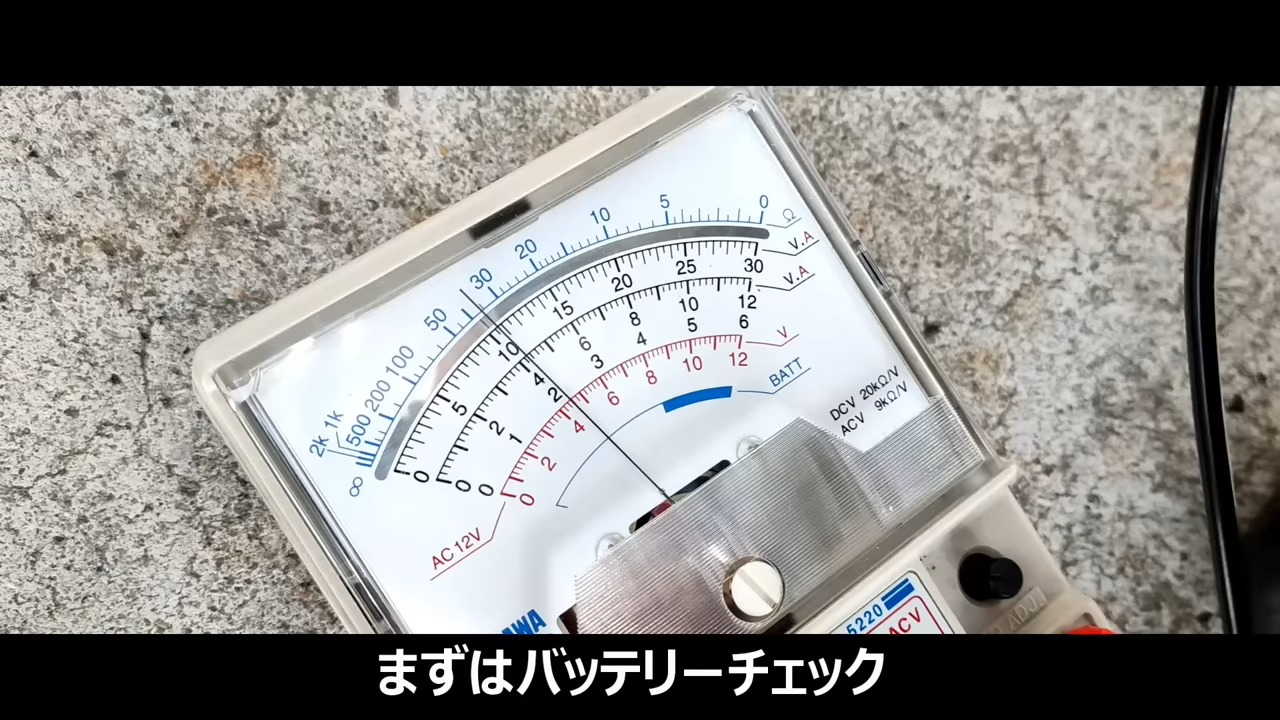 2k 1k 500 200 100 50 30 20 10 5 0 Ω
∞
0 5 10 15 20 25 30 V.A
0 2 4 6 8 10 12 V.A
0 1 2 3 4 5 6
0 2 4 6 8 10 12 V
AC12V
BATT
DCV 20kΩ/V
ACV 9kΩ/V
AWA
5220
ACV
ADJ
まずはバッテリーチェック